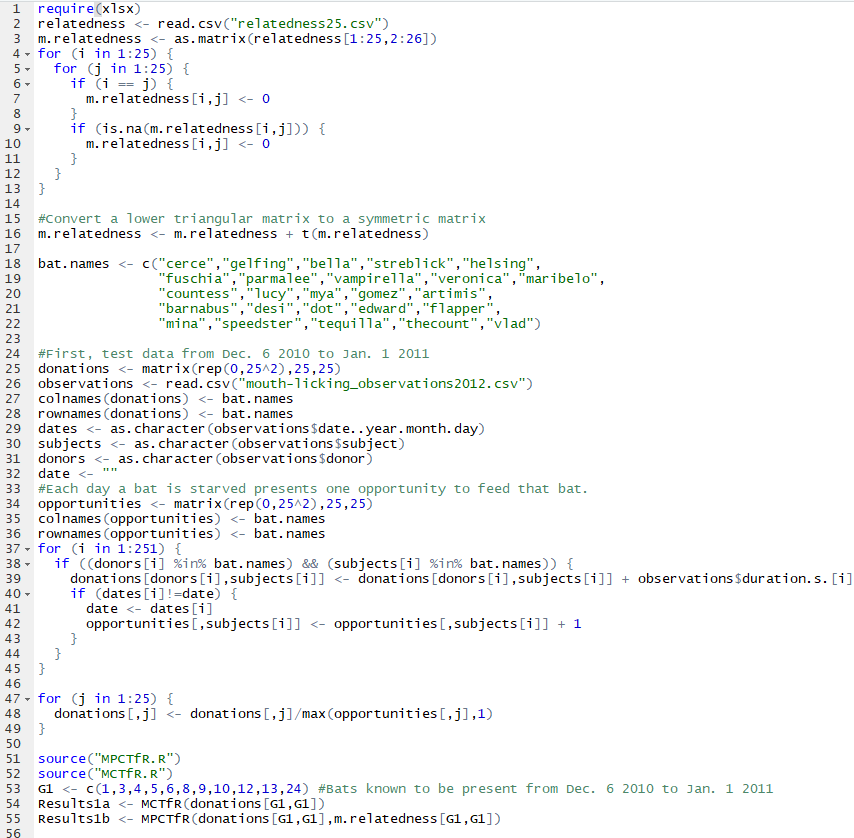 1 require(xlsx)
2 relatedness <- read.csv("relatedness25.csv")
3 m.relatedness <- as.matrix(relatedness[1:25,2:26])
4 for (i in 1:25) {
5   for (j in 1:25) {
6     if (i == j) {
7       m.relatedness[i,j] <- 0
8     }
9     if (is.na(m.relatedness[i,j])) {
10       m.relatedness[i,j] <- 0
11     }
12   }
13 }
14
15 #Convert a lower triangular matrix to a symmetric matrix
16 m.relatedness <- m.relatedness + t(m.relatedness)
17
18 bat.names <- c("cerce","gelfing","bella","streblick","helsing",
19                "fuschia","parmalee","vampirella","veronica","maribelo",
20                "countess","lucy","mya","gomez","artimis",
21                "barnabus","desi","dot","edward","flapper",
22                "mina","speedster","tequilla","thecount","vlad")
23
24 #First, test data from Dec. 6 2010 to Jan. 1 2011
25 donations <- matrix(rep(0,25^2),25,25)
26 observations <- read.csv("mouth-licking_observations2012.csv")
27 colnames(donations) <- bat.names
28 rownames(donations) <- bat.names
29 dates <- as.character(observations$date..year.month.day)
30 subjects <- as.character(observations$subject)
31 donors <- as.character(observations$donor)
32 date <- ""
33 #Each day a bat is starved presents one opportunity to feed that bat.
34 opportunities <- matrix(rep(0,25^2),25,25)
35 colnames(opportunities) <- bat.names
36 rownames(opportunities) <- bat.names
37 for (i in 1:251) {
38   if ((donors[i] %in% bat.names) && (subjects[i] %in% bat.names)) {
39     donations[donors[i],subjects[i]] <- donations[donors[i],subjects[i]] + observations$duration.s.[i]
40     if (dates[i]!=date) {
41       date <- dates[i]
42       opportunities[,subjects[i]] <- opportunities[,subjects[i]] + 1
43     }
44   }
45 }
46
47 for (j in 1:25) {
48   donations[,j] <- donations[,j]/max(opportunities[,j],1)
49 }
50
51 source("MPCTfR.R")
52 source("MCTfR.R")
53 G1 <- c(1,3,4,5,6,8,9,10,12,13,24) #Bats known to be present from Dec. 6 2010 to Jan. 1 2011
54 Results1a <- MCTfR(donations[G1,G1])
55 Results1b <- MPCTfR(donations[G1,G1],m.relatedness[G1,G1])
56